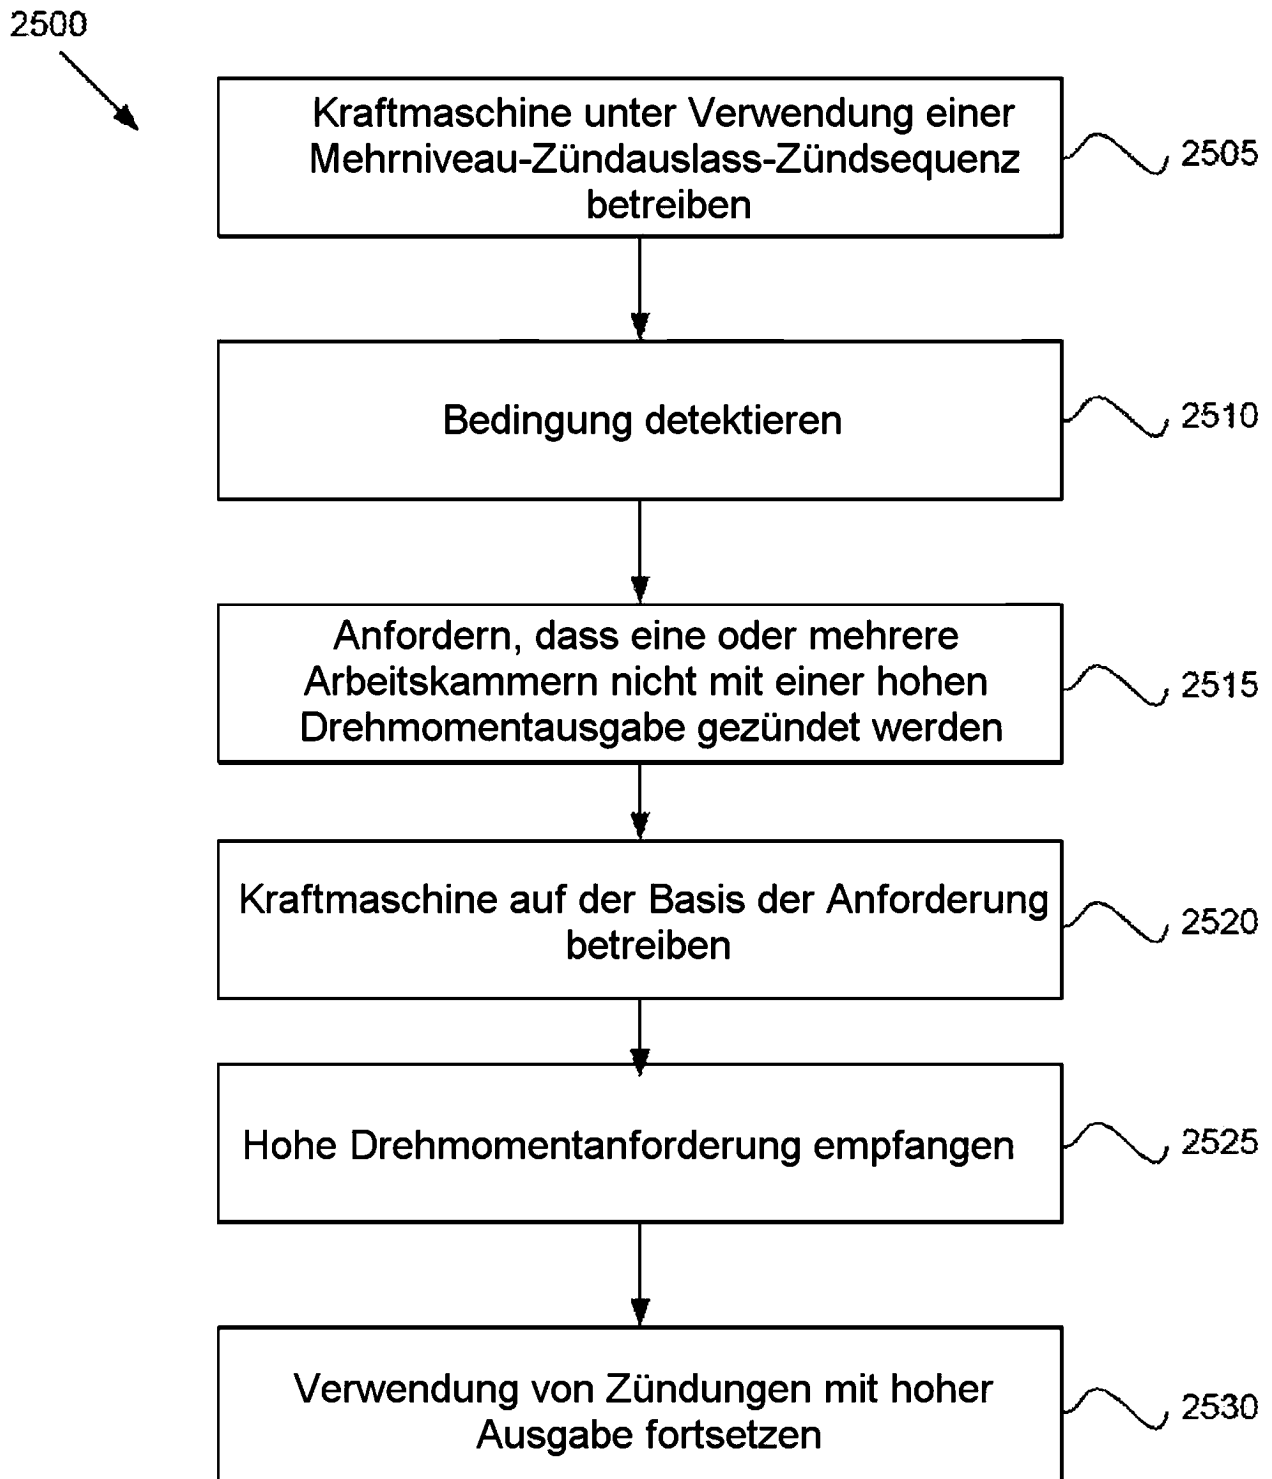 2500
Kraftmaschine unter Verwendung einer
Mehrniveau-Zündauslass-Zündsequenz
betreiben
2505
Bedingung detektieren
2510
Anfordern, dass eine oder mehrere
Arbeitskammern nicht mit einer hohen
Drehmomentausgabe gezündet werden
2515
Kraftmaschine auf der Basis der Anforderung
betreiben
2520
Hohe Drehmomentanforderung empfangen
2525
Verwendung von Zündungen mit hoher
Ausgabe fortsetzen
2530